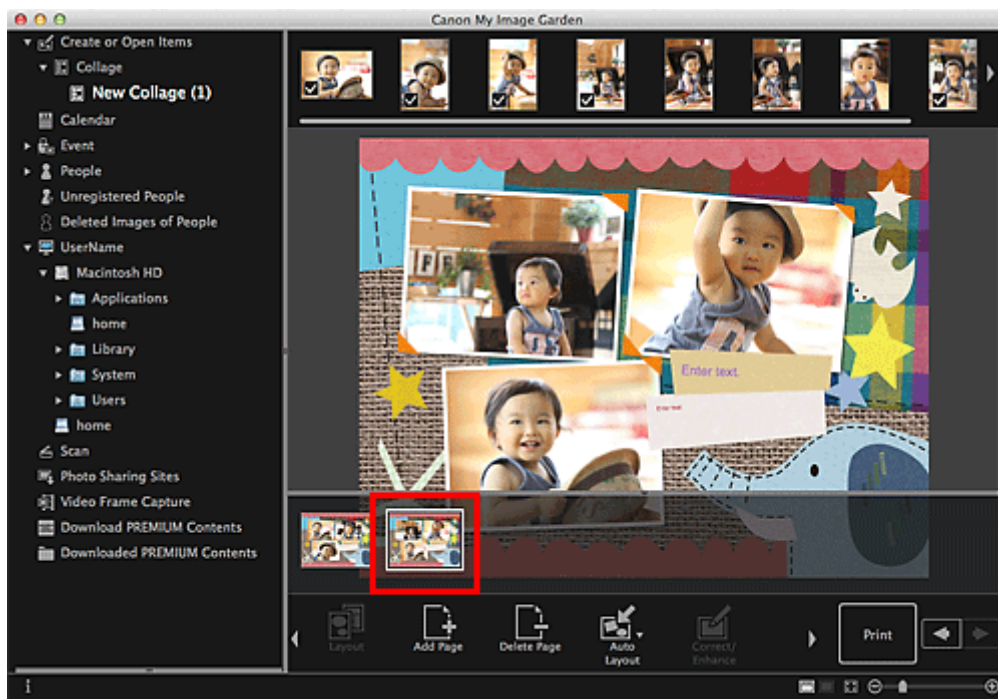 Canon My Image Garden
Create or Open Items
Collage
New Collage (1)
Calendar
Event
People
Unregistered People
Deleted Images of People
UserName
Macintosh HD
Applications
home
Library
System
Users
home
Scan
Photo Sharing Sites
Video Frame Capture
Download PREMIUM Contents
Downloaded PREMIUM Contents
Enter text.
Enter text
Layout
Add Page
Delete Page
Auto
Layout
Correct/
Enhance
Print